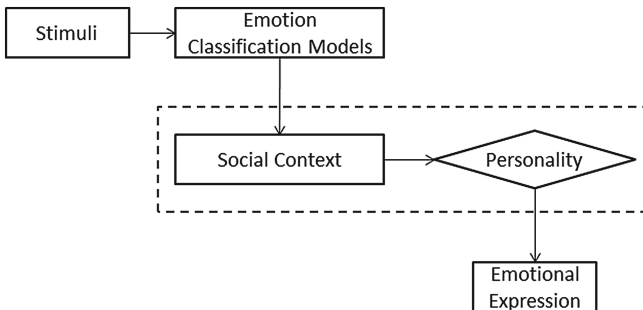 Stimuli
Emotion
Classification Models
Social Context
Personality
Emotional
Expression